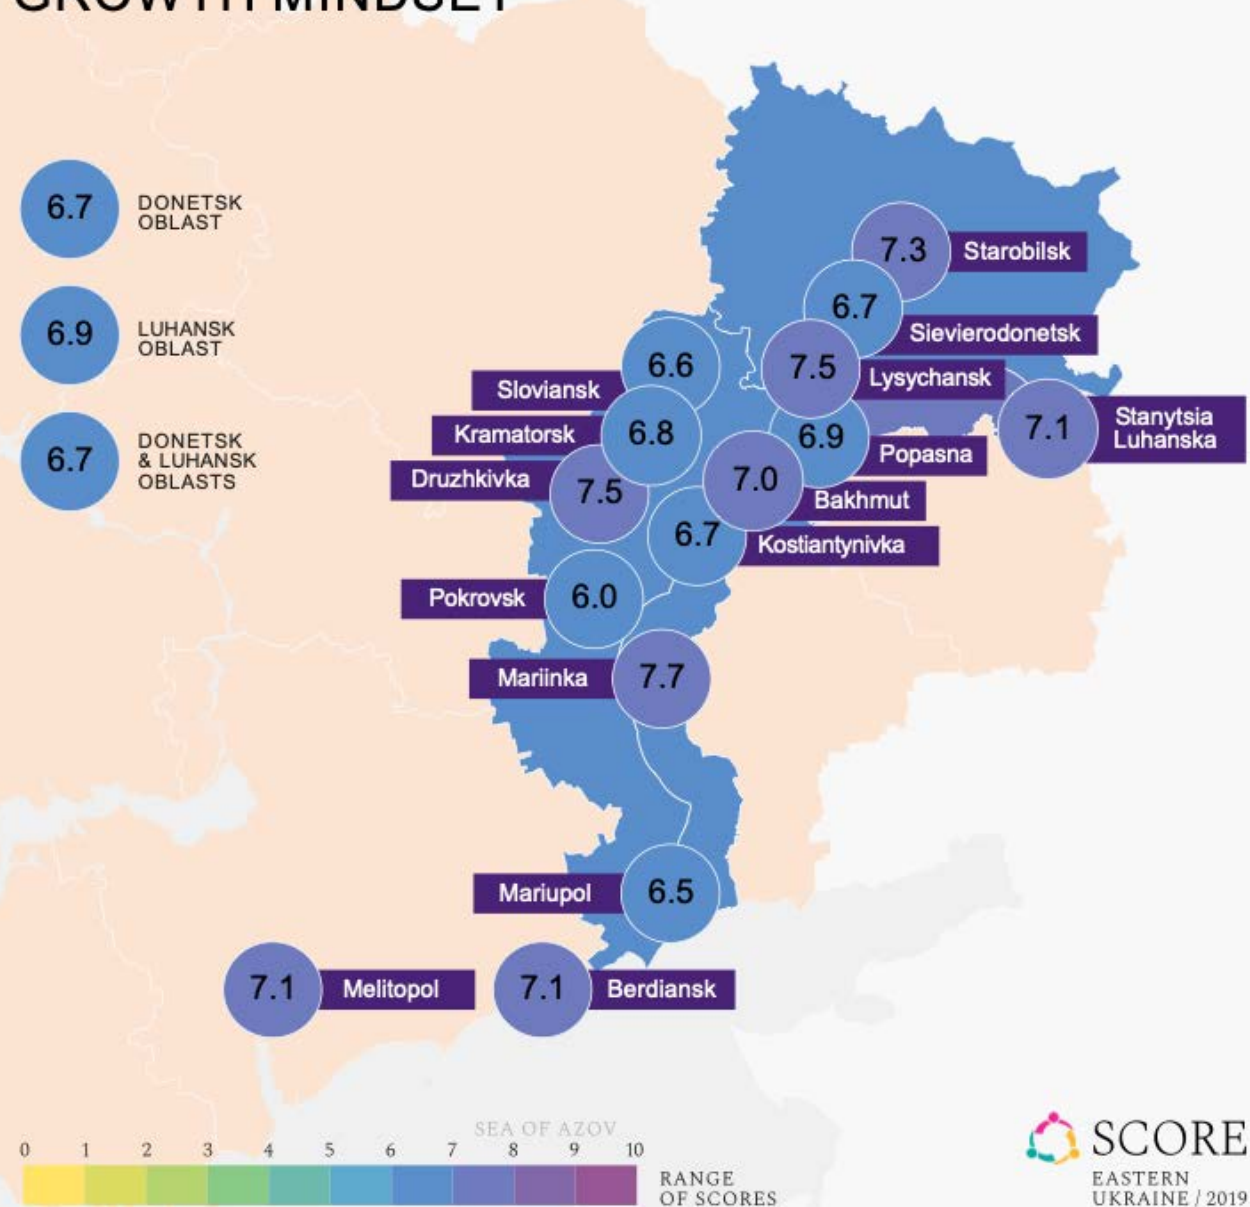 GROWTH MINDSET
6.7
DONETSK
OBLAST
6.9
LUHANSK
OBLAST
6.7
DONETSK
& LUHANSK
OBLASTS
7.3
Starobilsk
6.7
Sievierodonetsk
7.5
Lysychansk
6.6
Sloviansk
7.1
Stanytsia
Luhanska
6.8
Kramatorsk
6.9
Popasna
7.5
Druzhkivka
7.0
Bakhmut
6.7
Kostiantynivka
6.0
Pokrovsk
7.7
Mariinka
6.5
Mariupol
7.1
Melitopol
7.1
Berdiansk
SEA OF AZOV
0 1 2 3 4 5 6 7 8 9 10
RANGE
OF SCORES
SCORE
EASTERN
UKRAINE / 2019